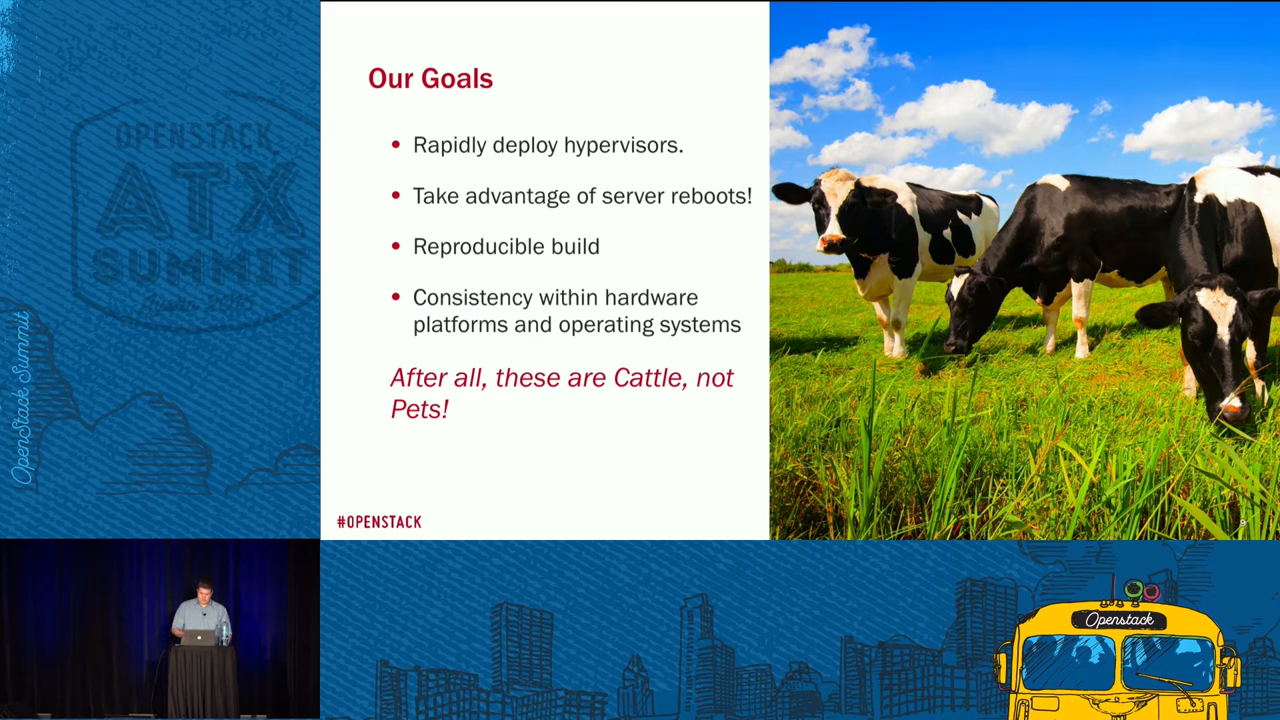 OPENSTACK
ATX
SUMMIT
OpenStack Summit
Our Goals
• Rapidly deploy hypervisors.
• Take advantage of server reboots!
• Reproducible build
• Consistency within hardware
platforms and operating systems
After all, these are Cattle, not
Pets!
#OPENSTACK
9
Openstack